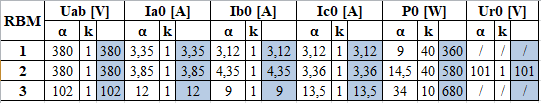 RBM Uab [V] Ia0 [A] Ib0 [A] Ic0 [A] P0 [W] Ur0 [V]
α k α k α k α k α k α k
1 380 1 380 3,35 1 3,35 3,12 1 3,12 3,12 1 3,12 9 40 360 / / /
2 380 1 380 3,85 1 3,85 4,35 1 4,35 3,36 1 3,36 14,5 40 580 101 1 101
3 102 1 102 12 1 12 9 1 9 13,5 1 13,5 34 10 680 / / /